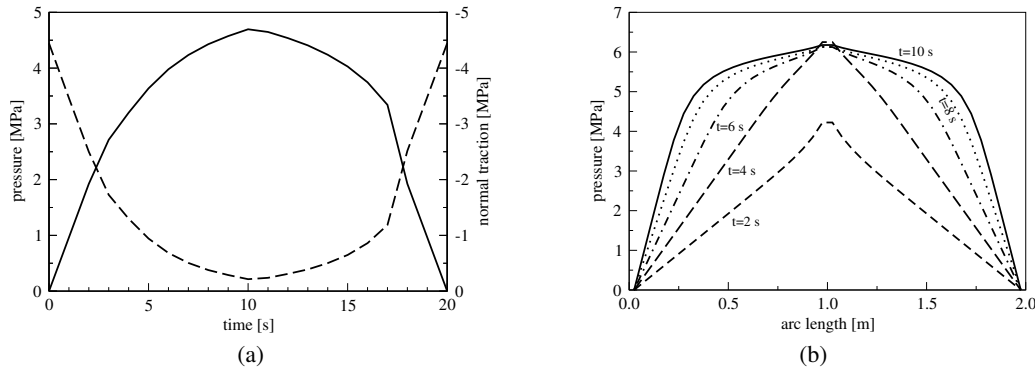 5
4
3
2
1
0
pressure [MPa]
-5
-4
-3
-2
-1
0
normal traction [MPa]
0
5
10
15
20
time [s]
(a)
7
6
5
4
3
2
1
0
pressure [MPa]
t=10 s
t=8 s
t=6 s
t=4 s
t=2 s
0.0
0.5
1.0
1.5
2.0
arc length [m]
(b)